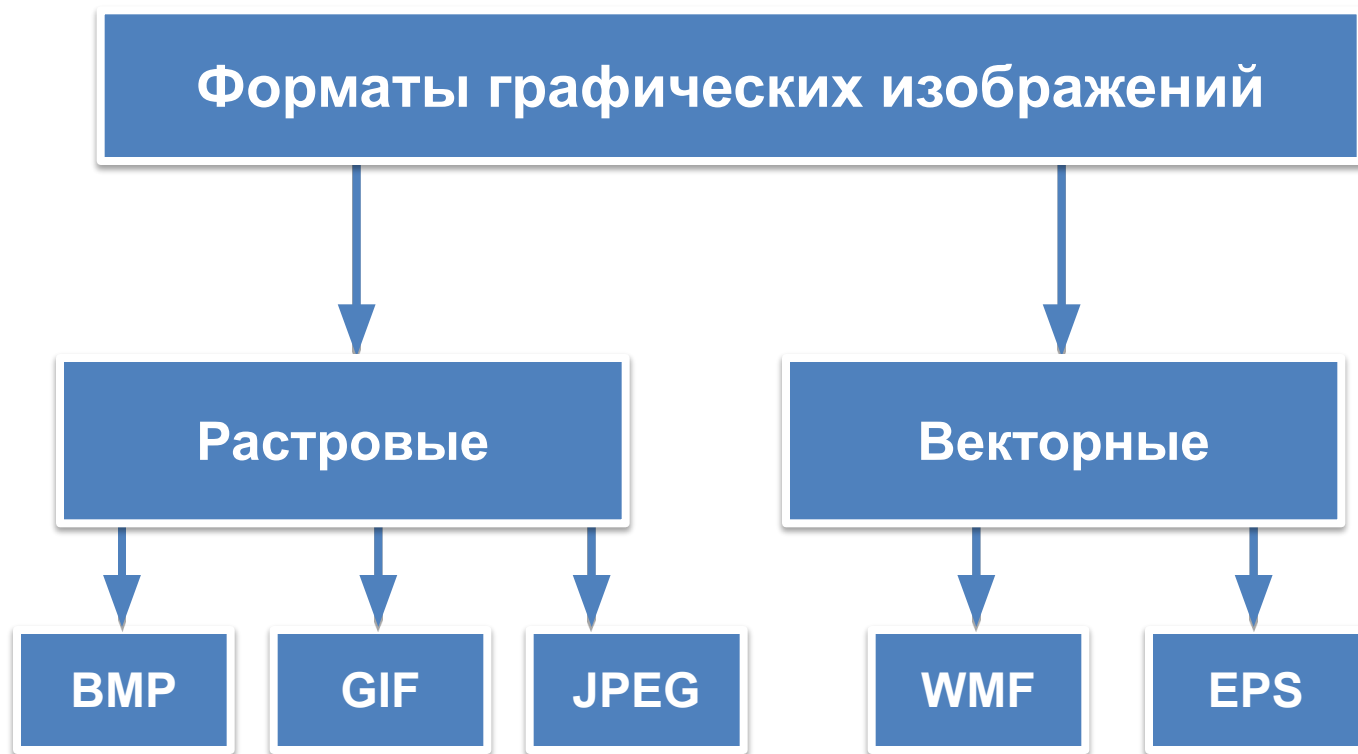 Форматы графических изображений
Растровые
Векторные
BMP
GIF
JPEG
WMF
EPS